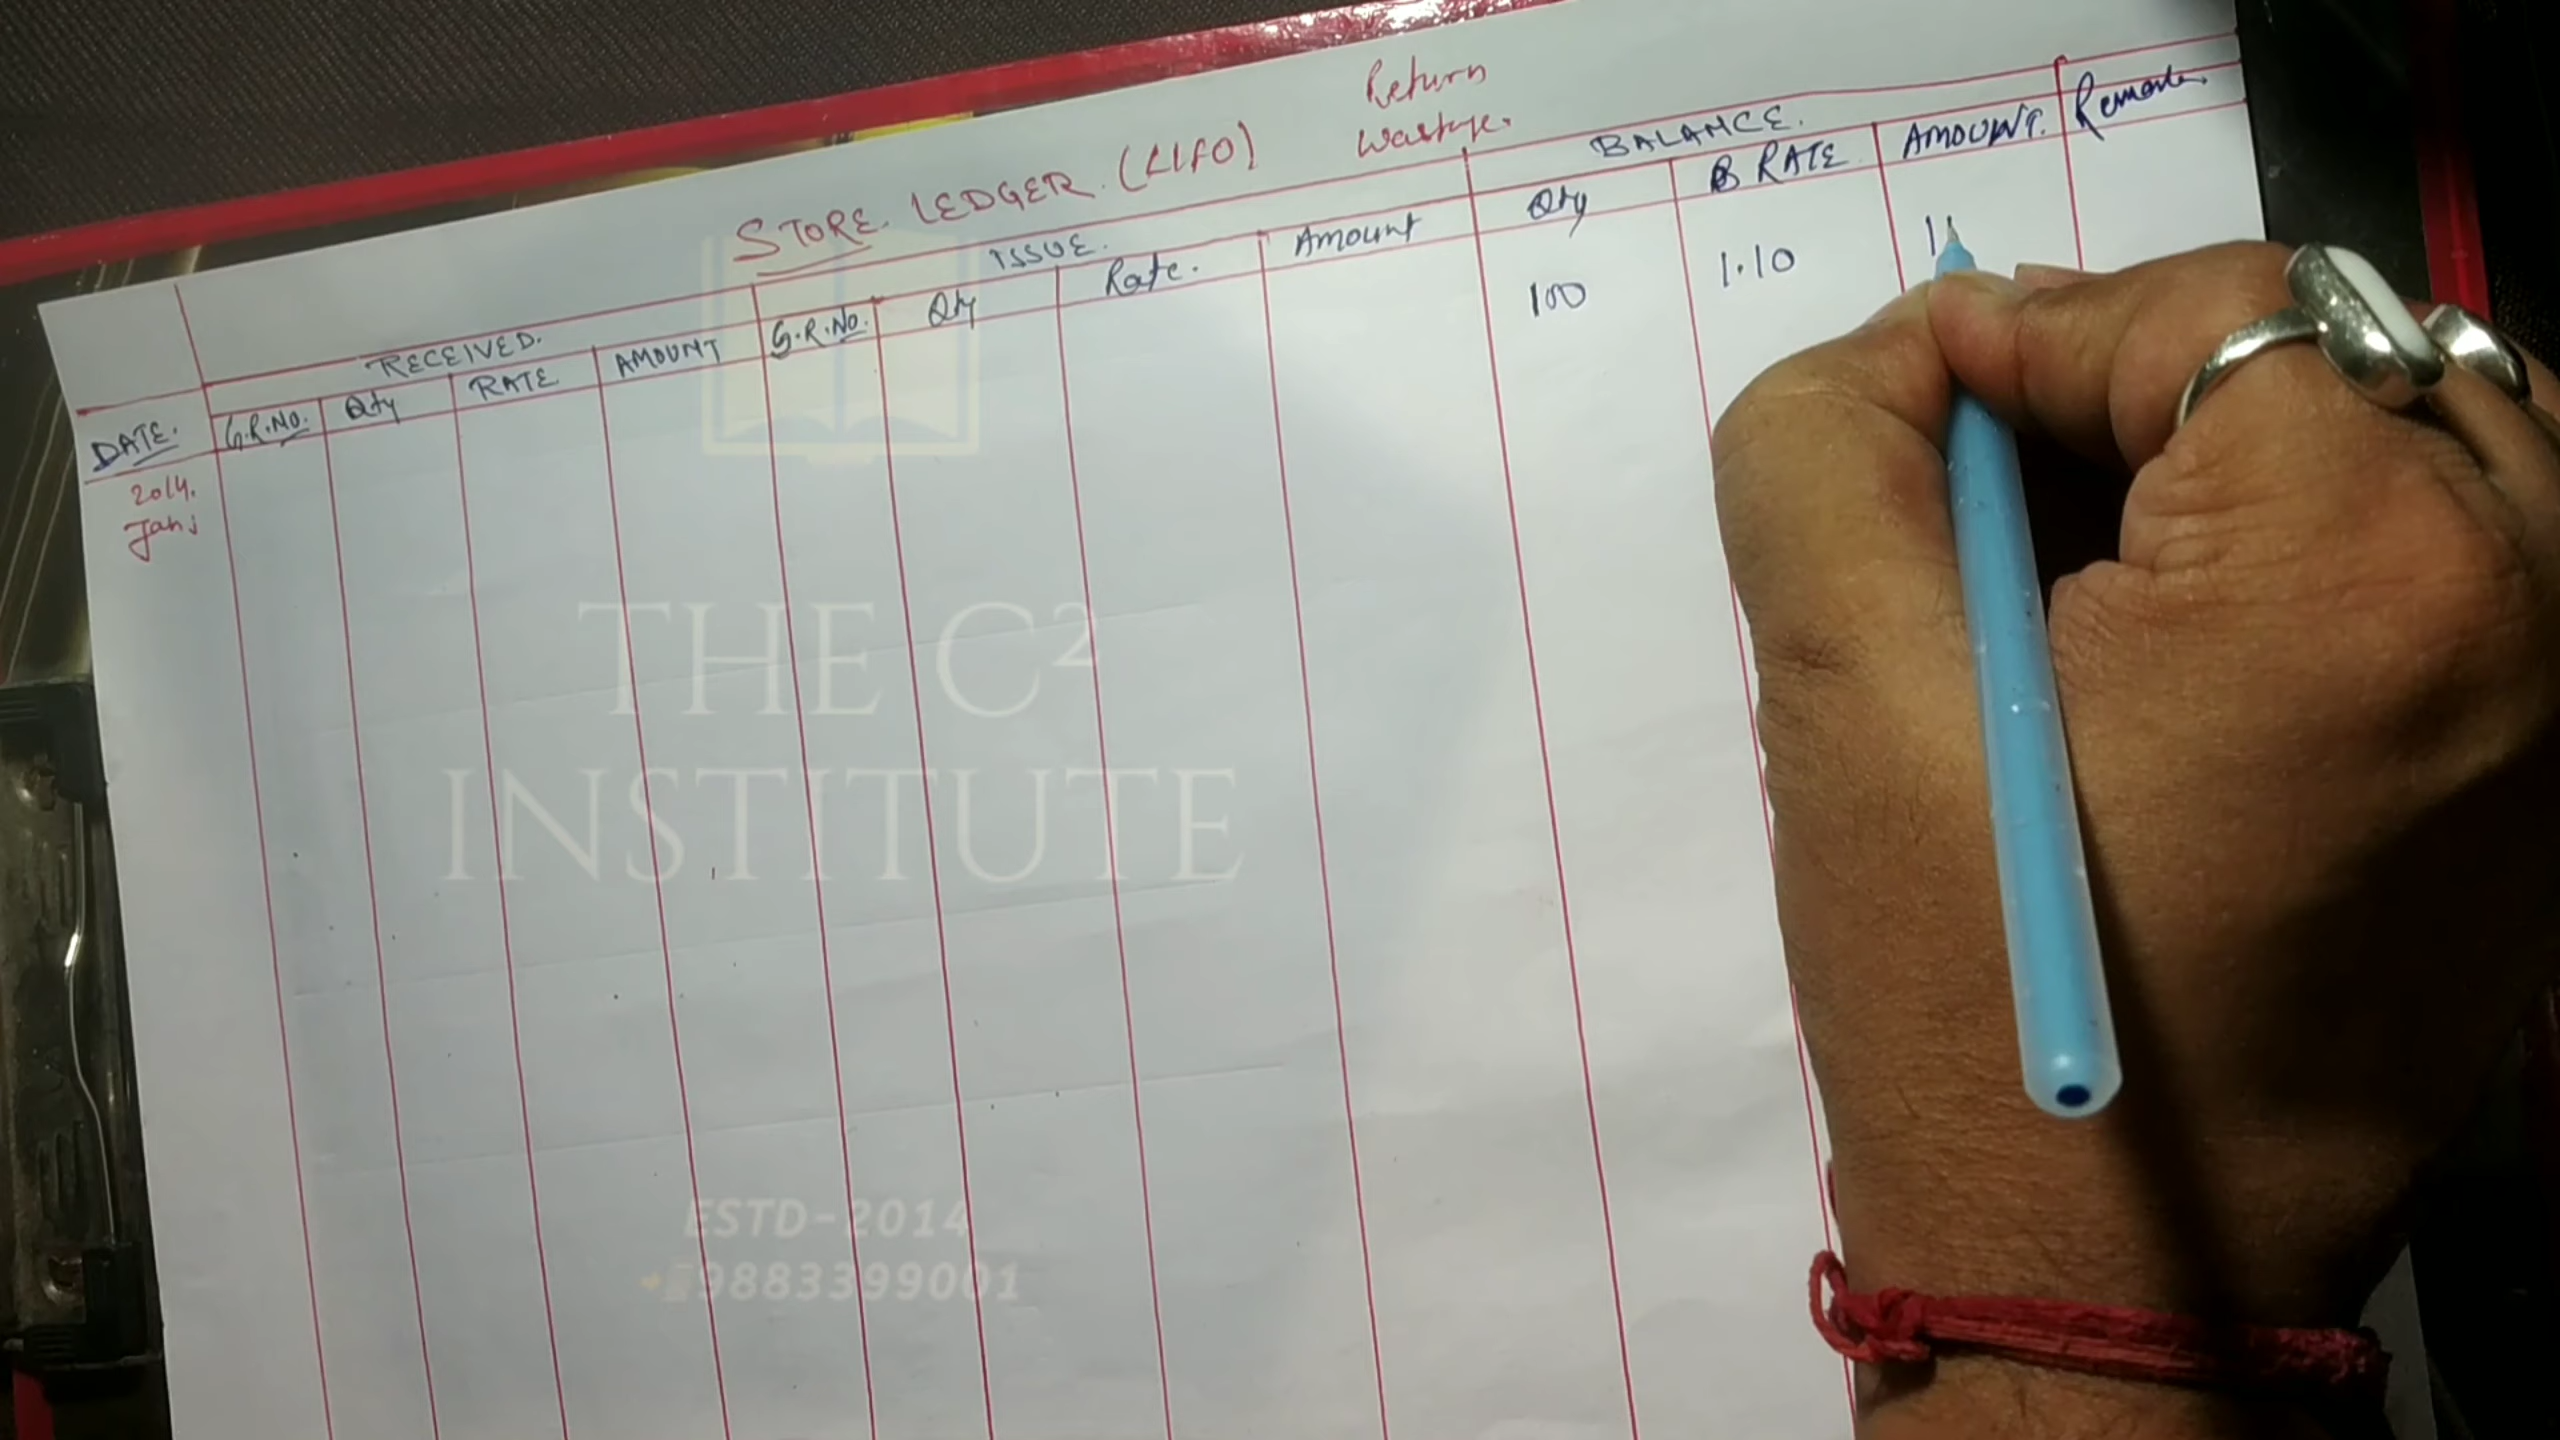 Return
Wastage.
STORE. LEDGER. (LIFO)
RECEIVED.
ISSUE.
BALANCE.
DATE.
G.R.NO.
Qty
RATE
AMOUNT
S.R.NO.
Qty
Rate.
Amount
Qty
RATE
AMOUNT.
Remarks
2014.
Jan 1
100
1.10
11
THE C²
INSTITUTE
ESTD-2014
9883399001